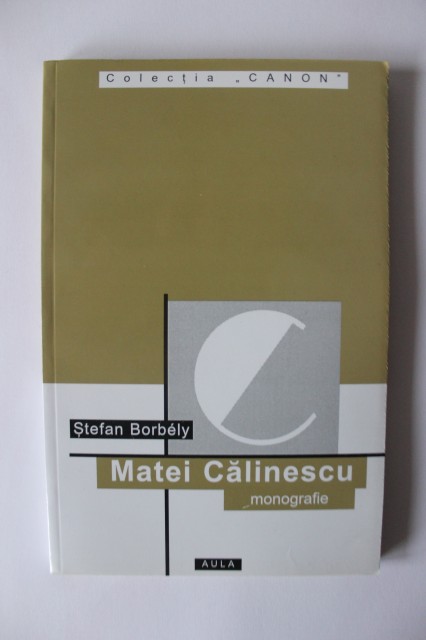 Colecția „CANON”
Ștefan Borbély
Matei Călinescu
monografie
AULA